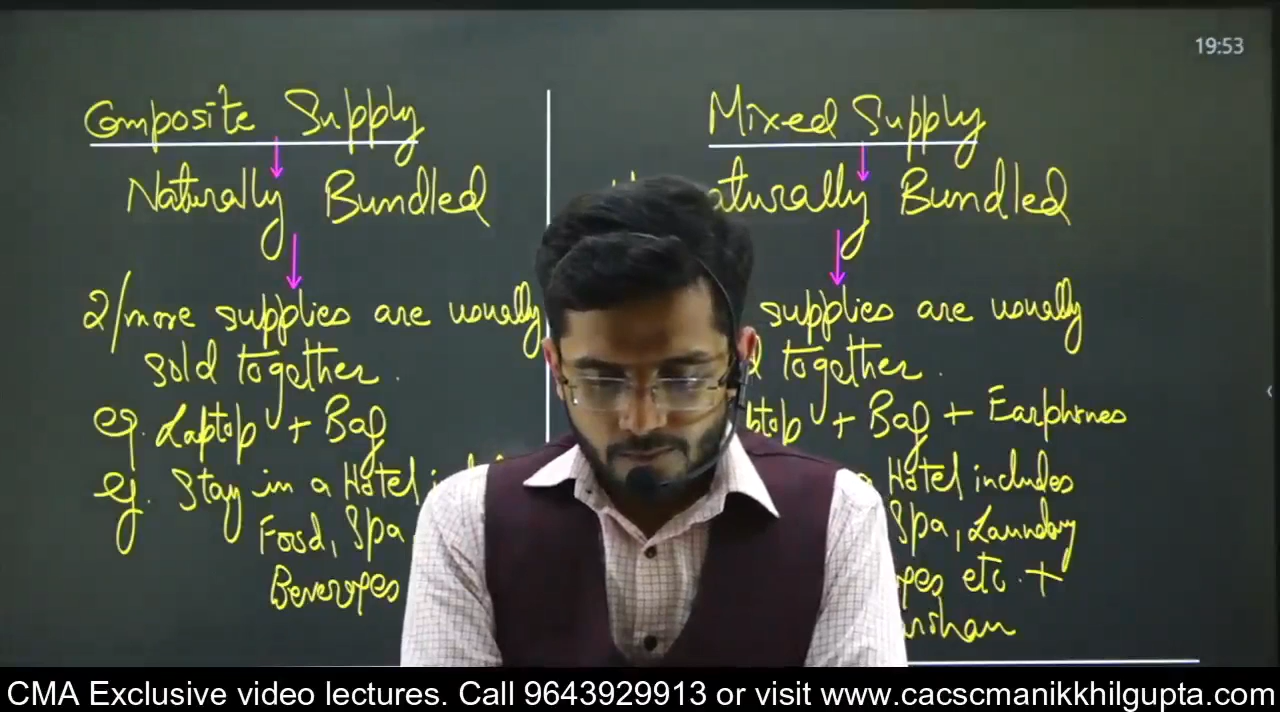 19:53
Composite Supply
Naturally Bundled
2/more supplies are usually
sold together.
eg. Laptop + Bag
eg. Stay in a Hotel
Food, Spa
Beverages
Mixed Supply
aturally Bundled
supplies are usually
together.
+ Bag + Earphones
Hotel includes
Spa, Laundary
etc. +
CMA Exclusive video lectures. Call 9643929913 or visit www.cacscmanikkhilgupta.com